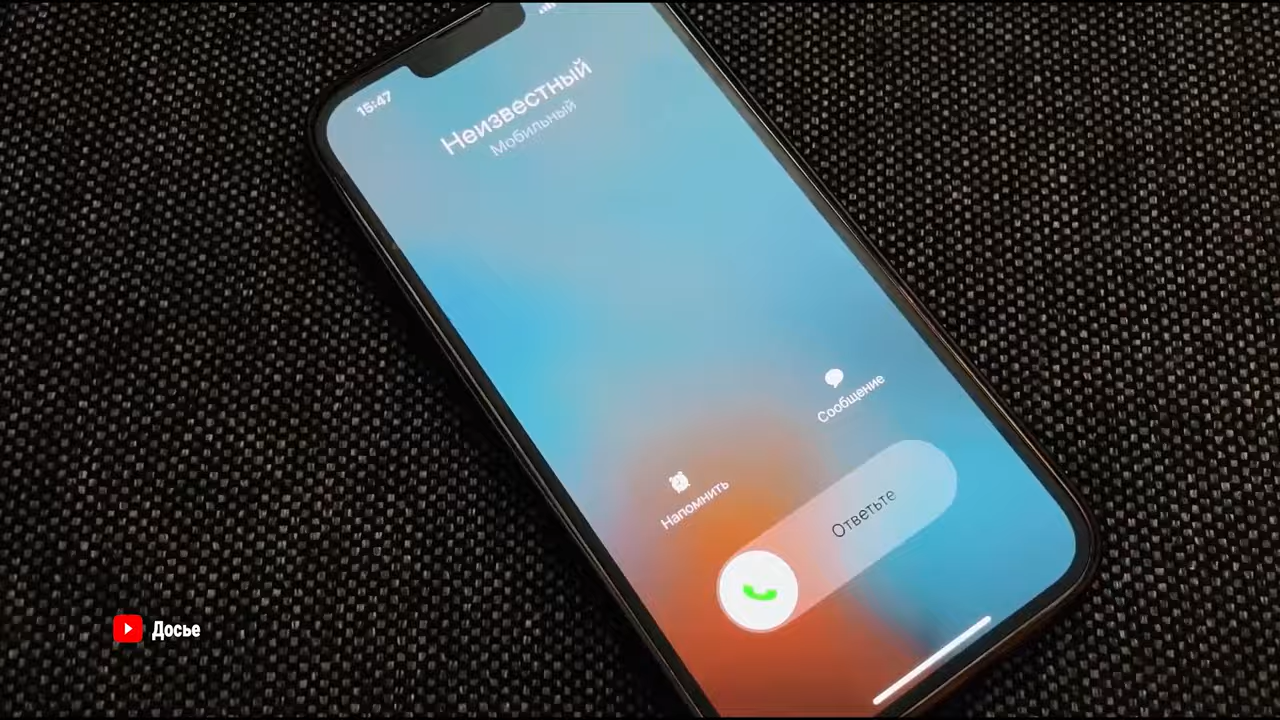 15:47
Неизвестный
Мобильный
Сообщение
Напомнить
Ответьте
Досье